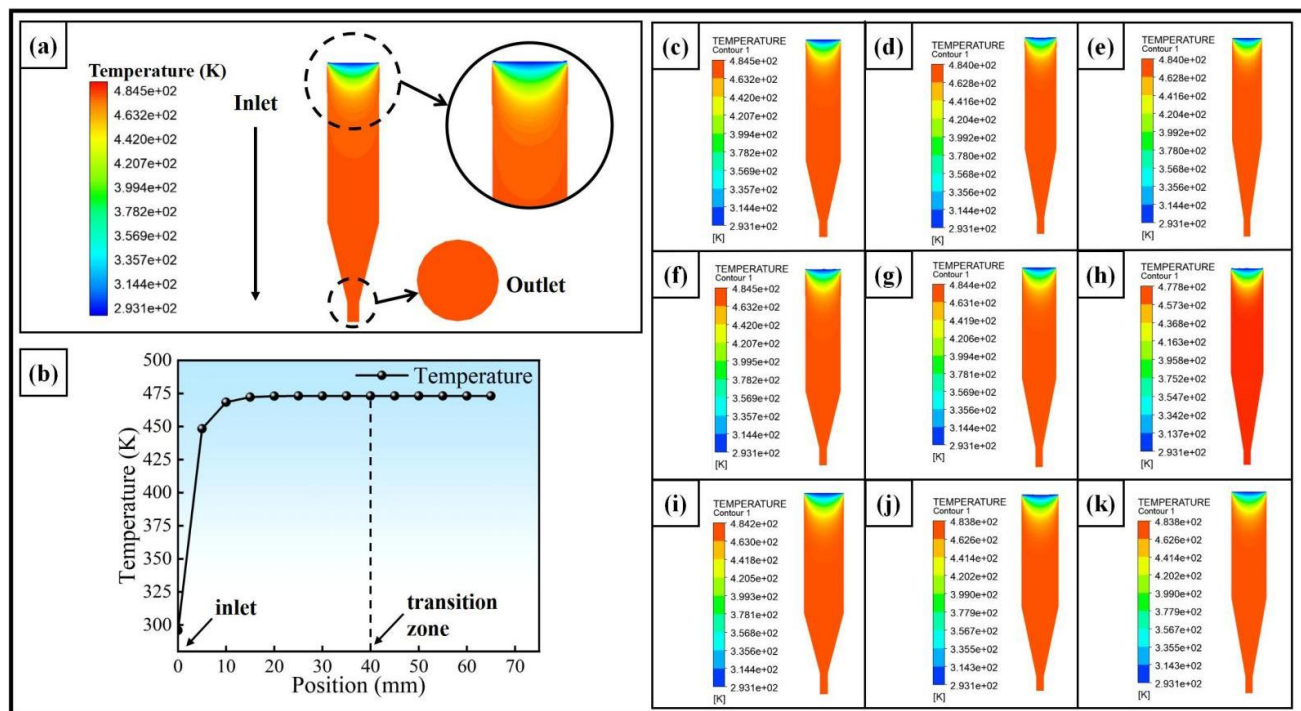 (a)
Temperature (K)
4.845e+02
4.632e+02
4.420e+02
4.207e+02
3.994e+02
3.782e+02
3.569e+02
3.357e+02
3.144e+02
2.931e+02
Inlet
Outlet
(b)
Temperature
500
475
450
425
400
375
350
325
300
Temperature (K)
inlet
transition
zone
0 10 20 30 40 50 60 70
Position (mm)
(c)
TEMPERATURE
Contour 1
4.845e+02
4.632e+02
4.420e+02
4.207e+02
3.995e+02
3.782e+02
3.569e+02
3.357e+02
3.144e+02
2.931e+02
[K]
(d)
TEMPERATURE
Contour 1
4.840e+02
4.628e+02
4.416e+02
4.204e+02
3.992e+02
3.780e+02
3.568e+02
3.356e+02
3.144e+02
2.931e+02
[K]
(e)
TEMPERATURE
Contour 1
4.840e+02
4.628e+02
4.416e+02
4.204e+02
3.992e+02
3.780e+02
3.568e+02
3.356e+02
3.144e+02
2.931e+02
[K]
(f)
TEMPERATURE
Contour 1
4.845e+02
4.632e+02
4.420e+02
4.207e+02
3.995e+02
3.782e+02
3.569e+02
3.357e+02
3.144e+02
2.931e+02
[K]
(g)
TEMPERATURE
Contour 1
4.844e+02
4.631e+02
4.419e+02
4.206e+02
3.994e+02
3.781e+02
3.569e+02
3.356e+02
3.144e+02
2.931e+02
[K]
(h)
TEMPERATURE
Contour 1
4.778e+02
4.573e+02
4.368e+02
4.163e+02
3.958e+02
3.752e+02
3.547e+02
3.342e+02
3.137e+02
2.931e+02
[K]
(i)
TEMPERATURE
Contour 1
4.842e+02
4.630e+02
4.418e+02
4.205e+02
3.993e+02
3.781e+02
3.568e+02
3.356e+02
3.144e+02
2.931e+02
[K]
(j)
TEMPERATURE
Contour 1
4.838e+02
4.626e+02
4.414e+02
4.202e+02
3.990e+02
3.779e+02
3.567e+02
3.355e+02
3.143e+02
2.931e+02
[K]
(k)
TEMPERATURE
Contour 1
4.838e+02
4.626e+02
4.414e+02
4.202e+02
3.990e+02
3.779e+02
3.567e+02
3.355e+02
3.143e+02
2.931e+02
[K]